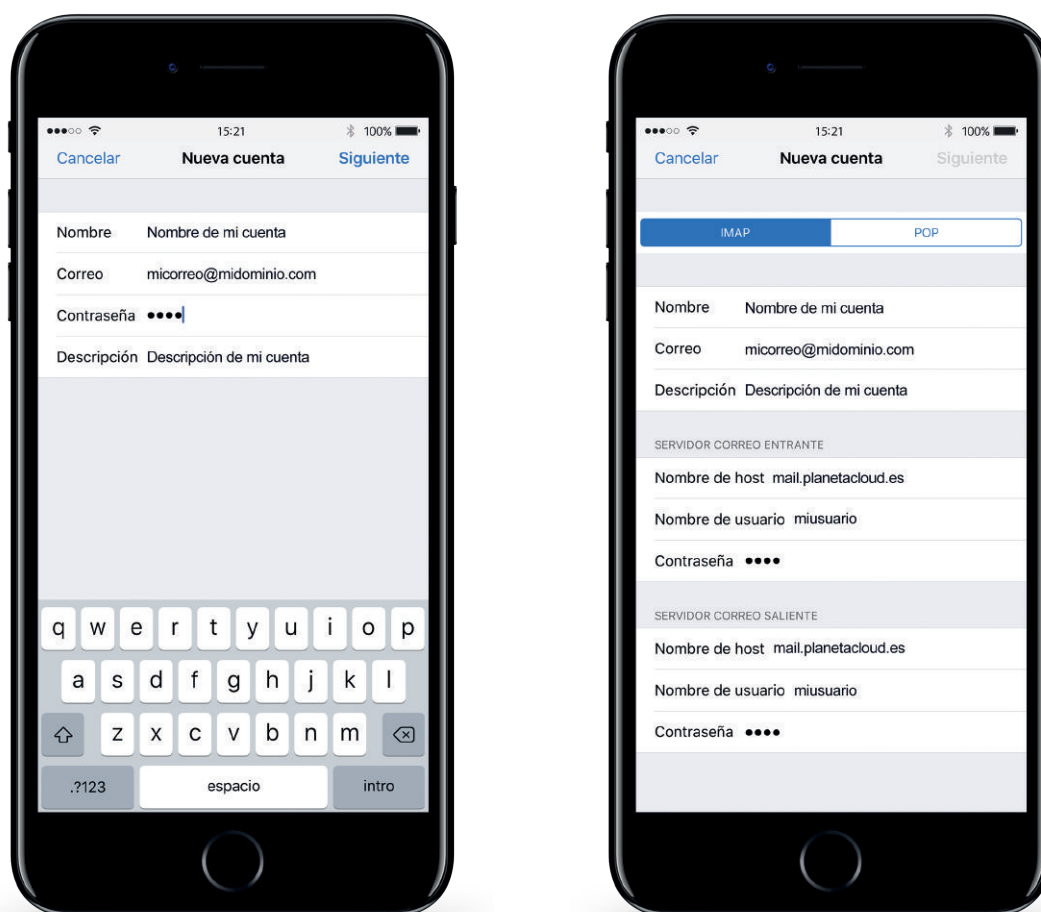 15:21 100%
Cancelar Nueva cuenta Siguiente
Nombre Nombre de mi cuenta
Correo micorreo@midominio.com
Contraseña ••••
Descripción Descripción de mi cuenta
q w e r t y u i o p
a s d f g h j k l
z x c v b n m
.?123 espacio intro
15:21 100%
Cancelar Nueva cuenta Siguiente
IMAP POP
Nombre Nombre de mi cuenta
Correo micorreo@midominio.com
Descripción Descripción de mi cuenta
SERVIDOR CORREO ENTRANTE
Nombre de host mail.planetacloud.es
Nombre de usuario miusuario
Contraseña ••••
SERVIDOR CORREO SALIENTE
Nombre de host mail.planetacloud.es
Nombre de usuario miusuario
Contraseña ••••